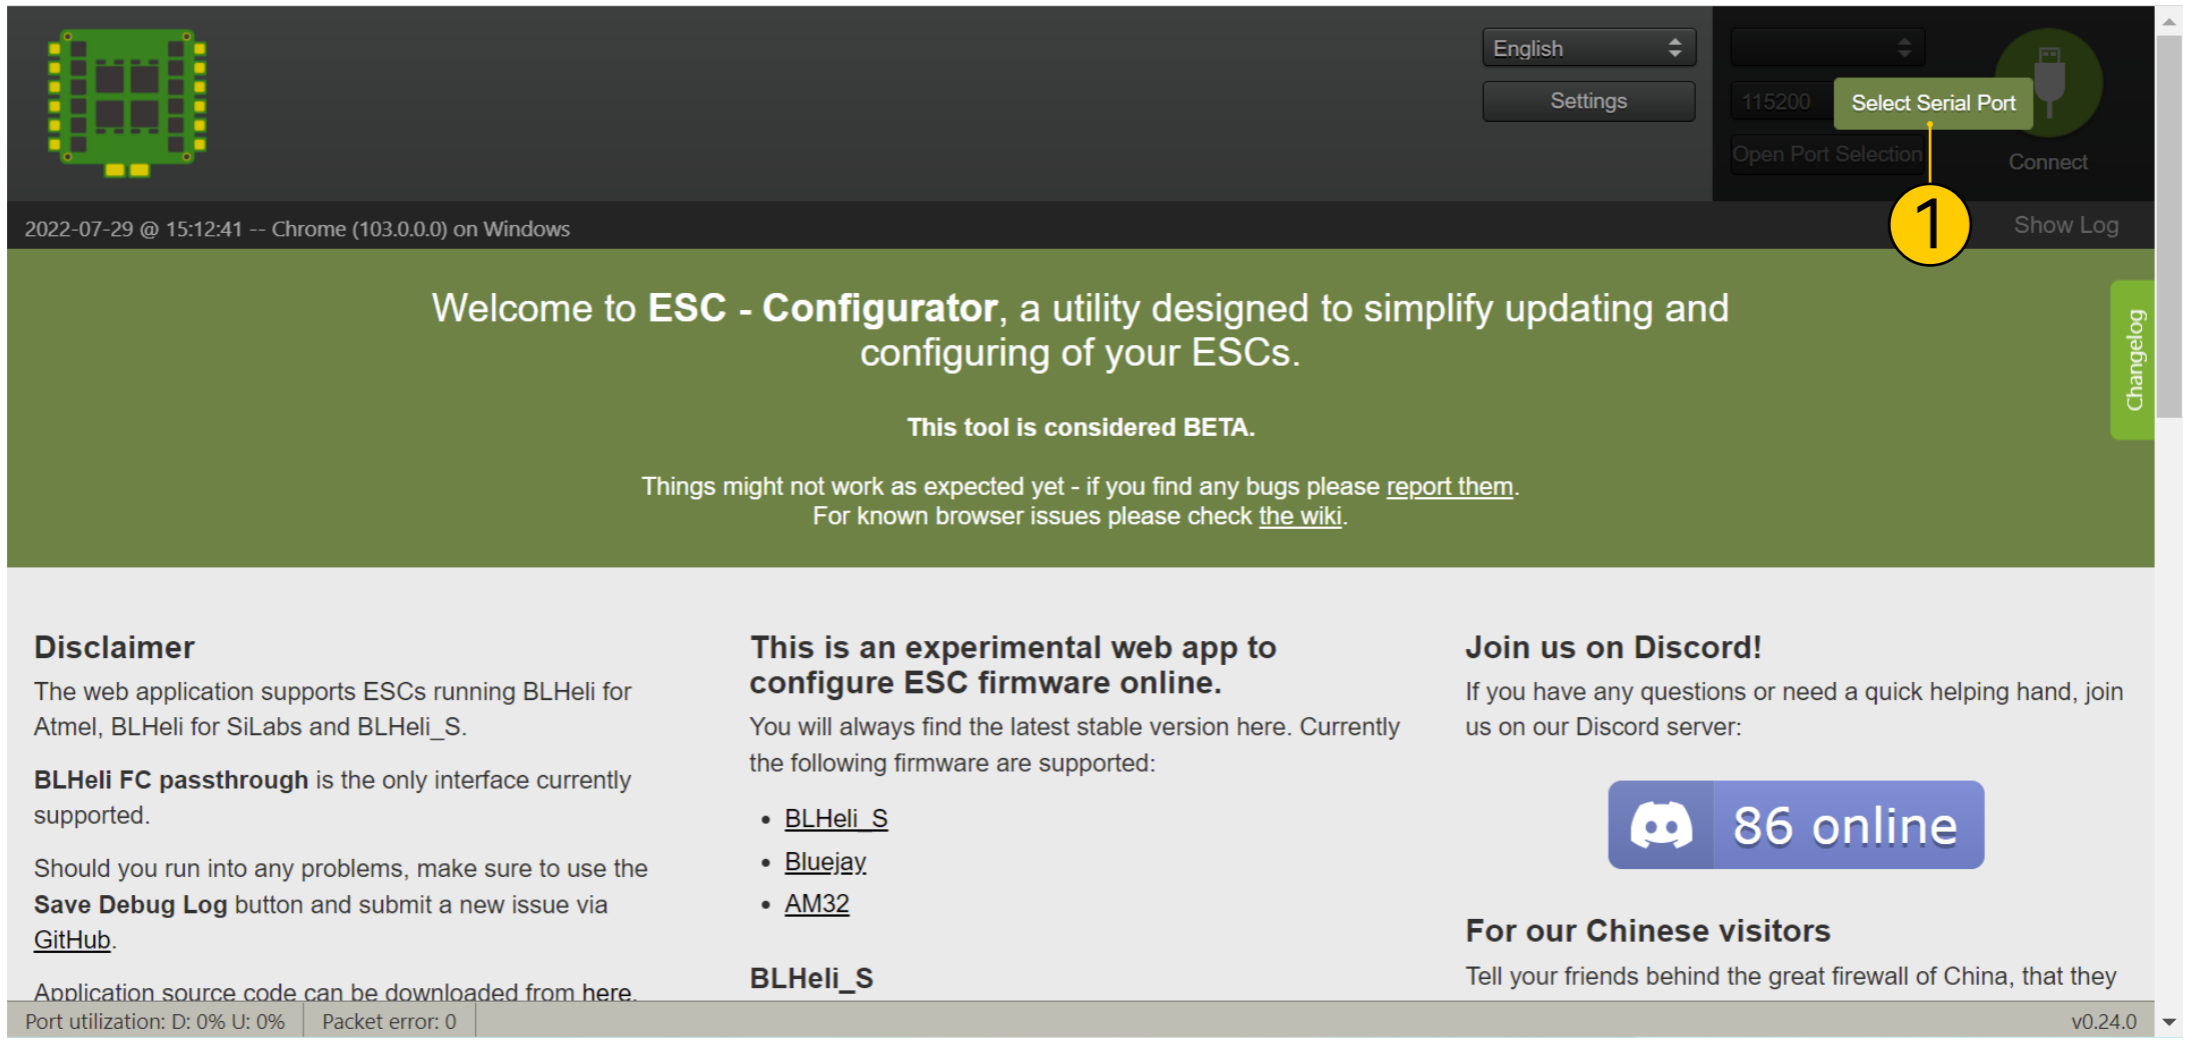 English
Settings
115200
Select Serial Port
Open Port Selection
Connect
1
2022-07-29 @ 15:12:41 -- Chrome (103.0.0.0) on Windows
Show Log
Welcome to ESC - Configurator, a utility designed to simplify updating and
configuring of your ESCs.
Changelog
This tool is considered BETA.
Things might not work as expected yet - if you find any bugs please report them.
For known browser issues please check the wiki.
Disclaimer
The web application supports ESCs running BLHeli for
Atmel, BLHeli for SiLabs and BLHeli_S.
BLHeli FC passthrough is the only interface currently
supported.
Should you run into any problems, make sure to use the
Save Debug Log button and submit a new issue via
GitHub.
Application source code can be downloaded from here.
This is an experimental web app to
configure ESC firmware online.
You will always find the latest stable version here. Currently
the following firmware are supported:
• BLHeli_S
• Bluejay
• AM32
BLHeli_S
Join us on Discord!
If you have any questions or need a quick helping hand, join
us on our Discord server:
86 online
For our Chinese visitors
Tell your friends behind the great firewall of China, that they
Port utilization: D: 0% U: 0%
Packet error: 0
v0.24.0